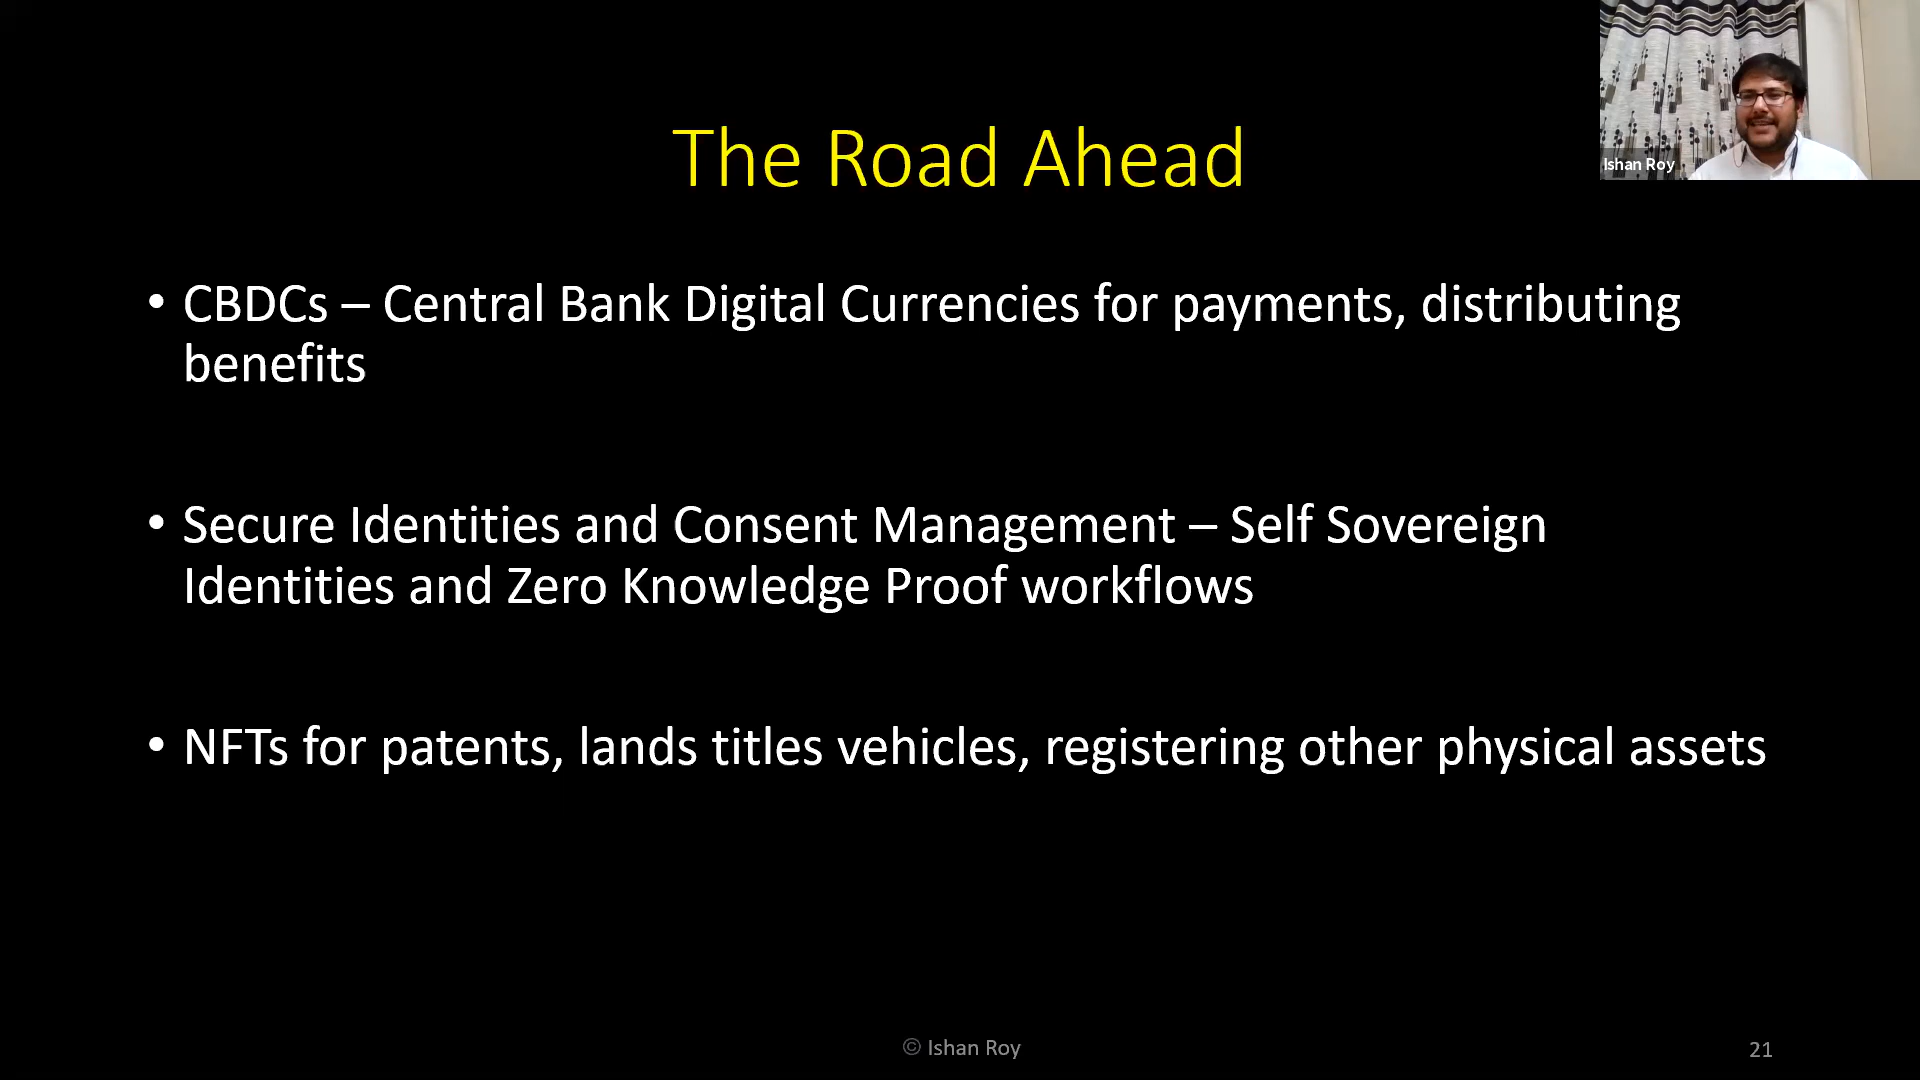 The Road Ahead
Ishan Roy
• CBDCs – Central Bank Digital Currencies for payments, distributing
benefits
• Secure Identities and Consent Management – Self Sovereign
Identities and Zero Knowledge Proof workflows
• NFTs for patents, lands titles vehicles, registering other physical assets
© Ishan Roy
21